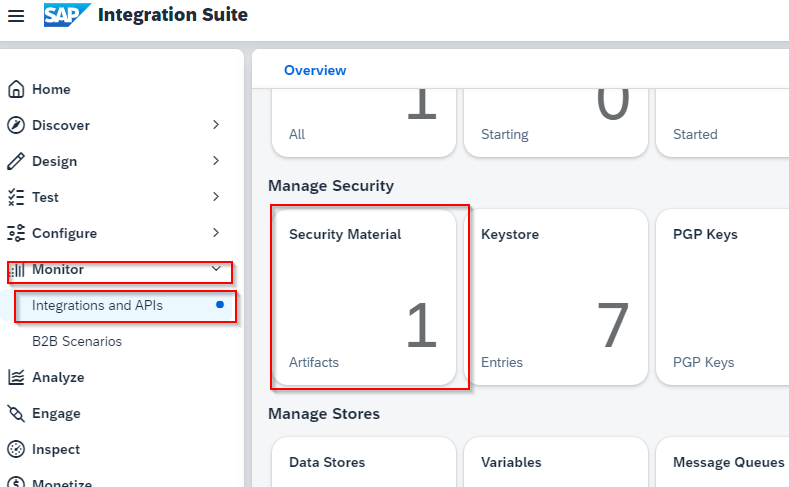 SAP Integration Suite
Home
Discover
Design
Test
Configure
Monitor
Integrations and APIs
B2B Scenarios
Analyze
Engage
Inspect
Monetize
Overview
1 0
All Starting Started
Manage Security
Security Material Keystore PGP Keys
1 7
Artifacts Entries PGP Keys
Manage Stores
Data Stores Variables Message Queues